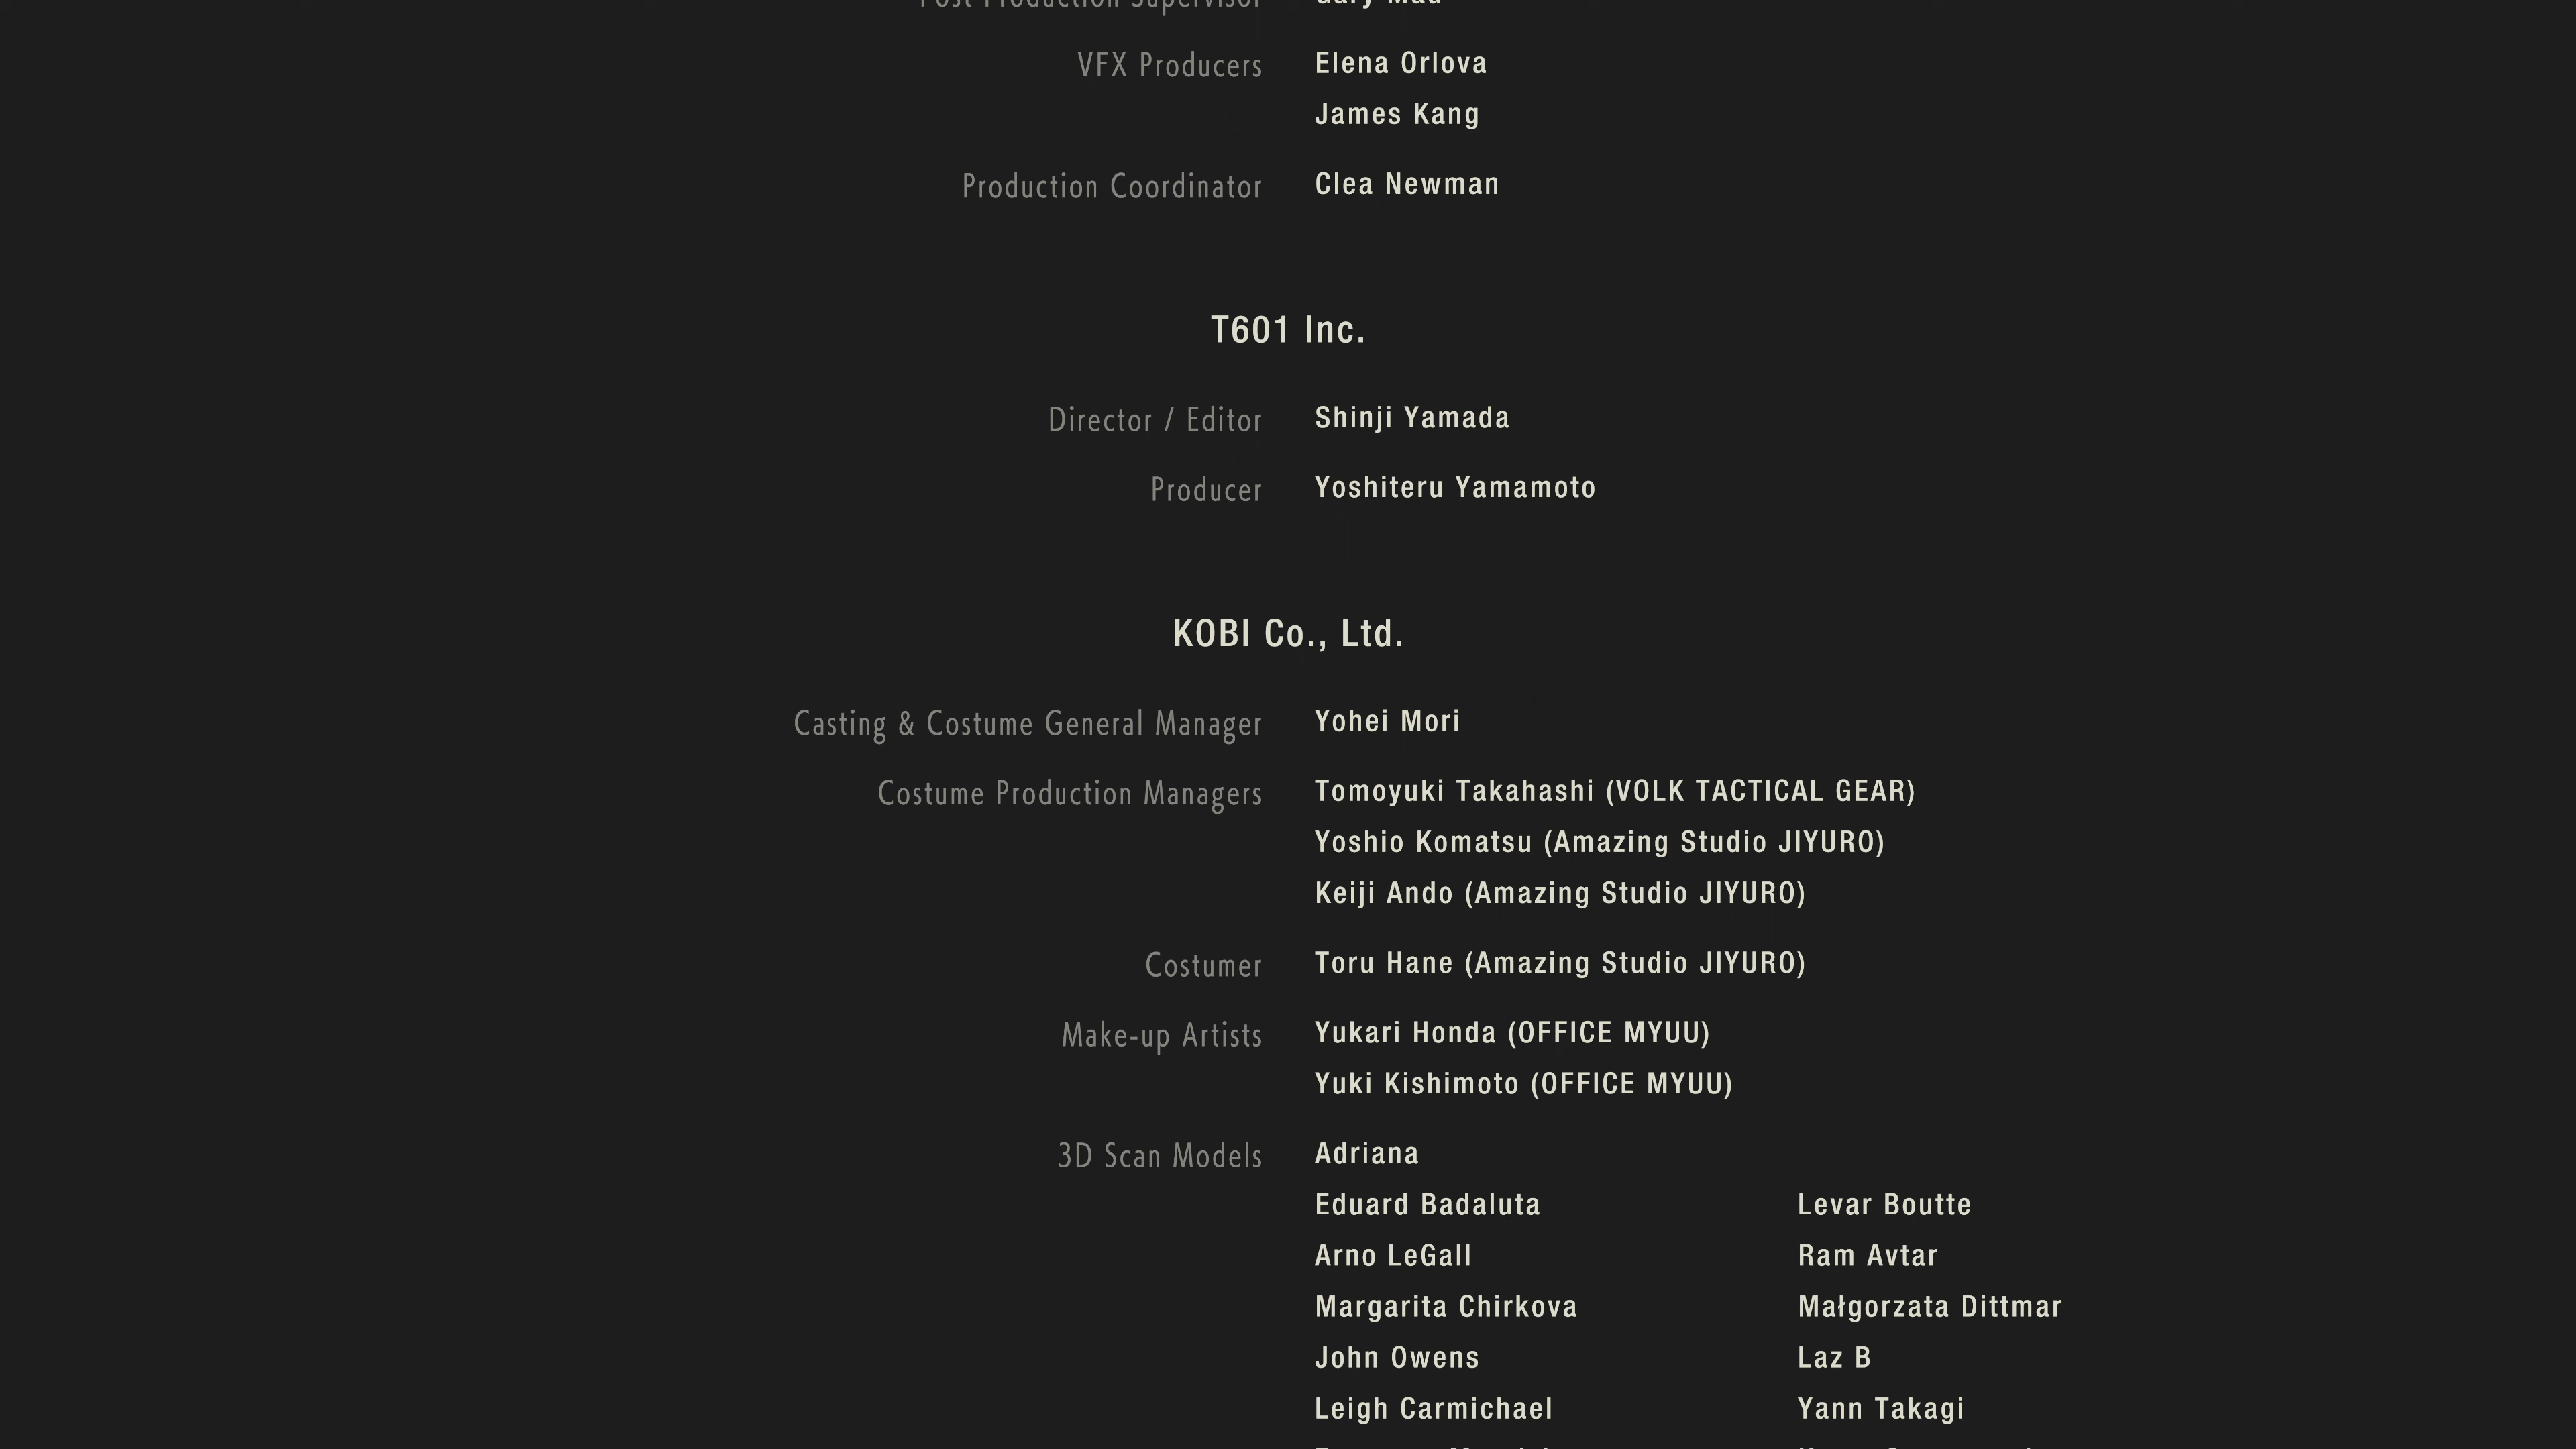 Post Production Supervisor Gary
VFX Producers Elena Orlova
James Kang
Production Coordinator Clea Newman
T601 Inc.
Director / Editor Shinji Yamada
Producer Yoshiteru Yamamoto
KOBI Co., Ltd.
Casting & Costume General Manager Yohei Mori
Costume Production Managers Tomoyuki Takahashi (VOLK TACTICAL GEAR)
Yoshio Komatsu (Amazing Studio JIYURO)
Keiji Ando (Amazing Studio JIYURO)
Costumer Toru Hane (Amazing Studio JIYURO)
Make-up Artists Yukari Honda (OFFICE MYUU)
Yuki Kishimoto (OFFICE MYUU)
3D Scan Models Adriana
Eduard Badaluta Levar Boutte
Arno LeGall Ram Avtar
Margarita Chirkova Małgorzata Dittmar
John Owens Laz B
Leigh Carmichael Yann Takagi